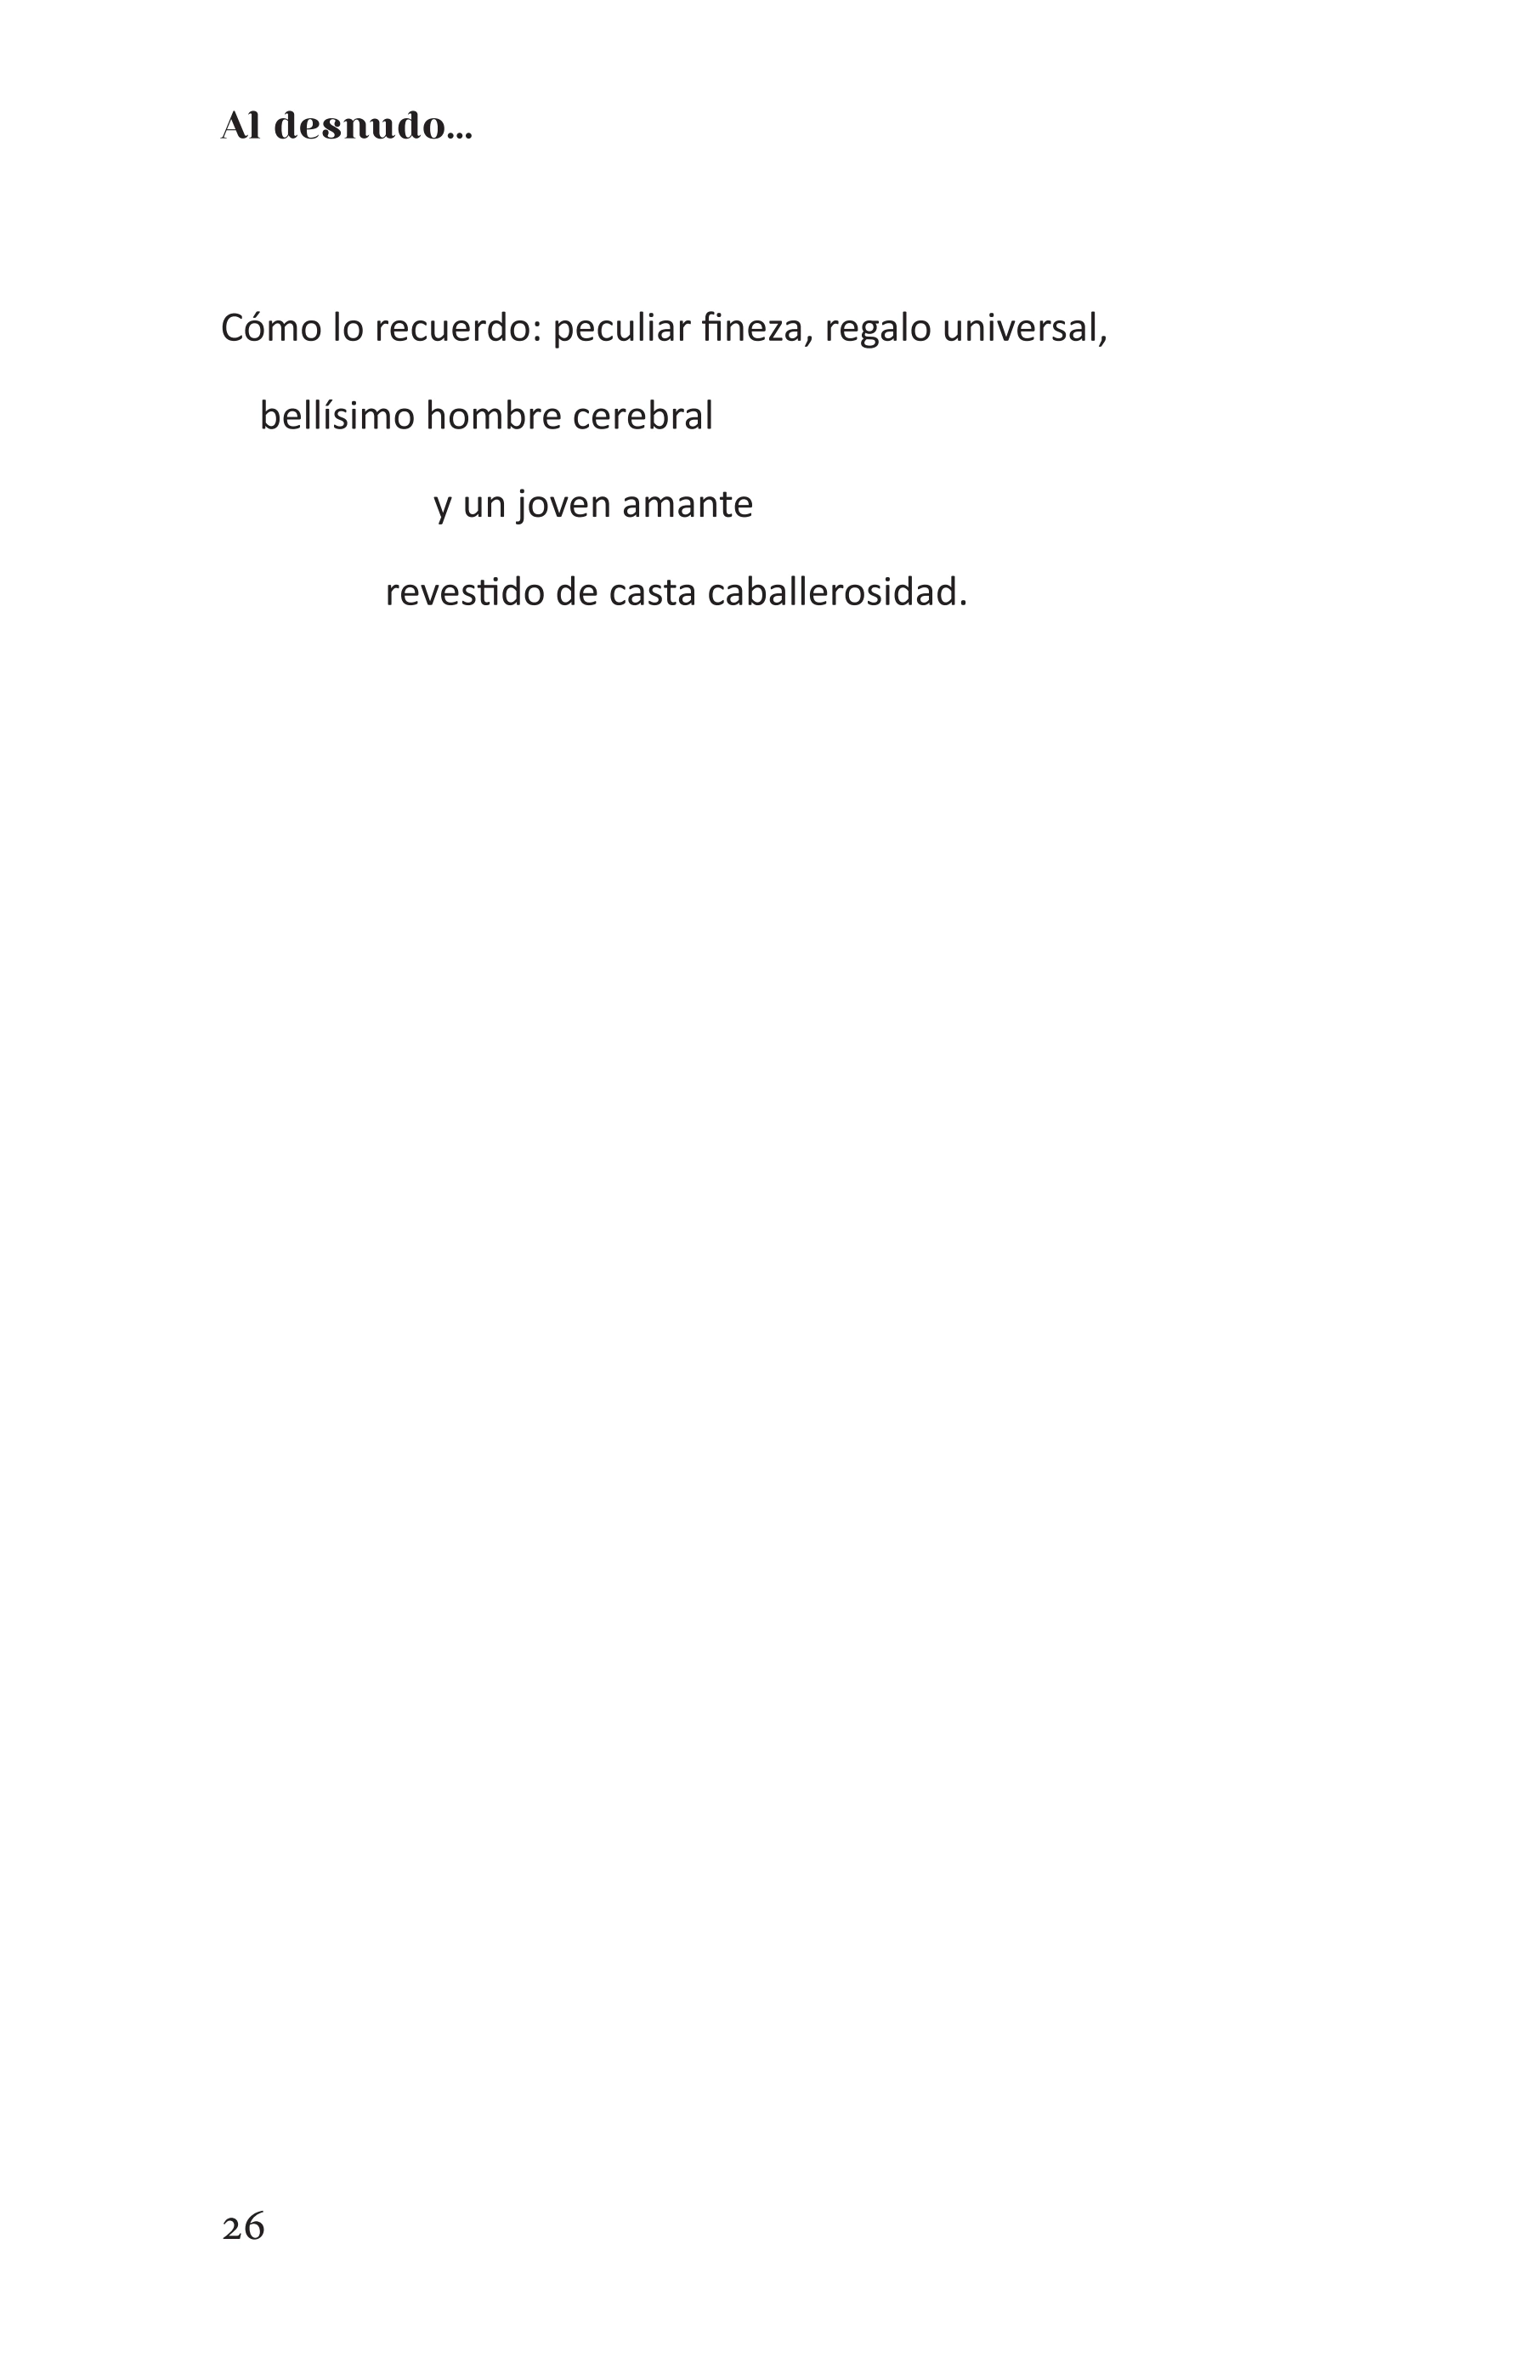 Al desnudo...
Cómo lo recuerdo: peculiar fineza, regalo universal,
bellísimo hombre cerebral
y un joven amante
revestido de casta caballerosidad.
26